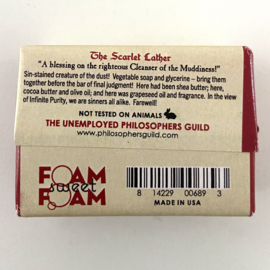 The Scarlet Lather
"A blessing on the righteous Cleanser of the Muddiness!"
Sin-stained creature of the dust! Vegetable soap and glycerine – bring them
together before the bar of final judgment! Here had been shea butter; here,
cocoa butter and olive oil; and here was grapeseed oil and fragrance. In the
view of Infinite Purity, we are sinners all alike. Farewell!
NOT TESTED ON ANIMALS
THE UNEMPLOYED PHILOSOPHERS GUILD
www.philosophersguild.com
FOAM
sweet
FOAM
8 14229 00689 3
MADE IN USA